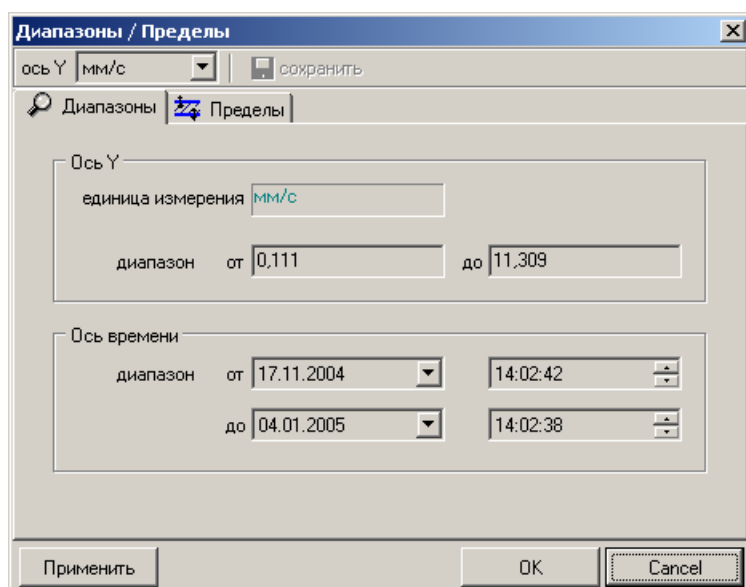 Диапазоны / Пределы
ось Y мм/с сохранить
Диапазоны Пределы
Ось Y
единица измерения мм/с
диапазон от 0,111 до 11,309
Ось времени
диапазон от 17.11.2004 14:02:42
до 04.01.2005 14:02:38
Применить OK Cancel